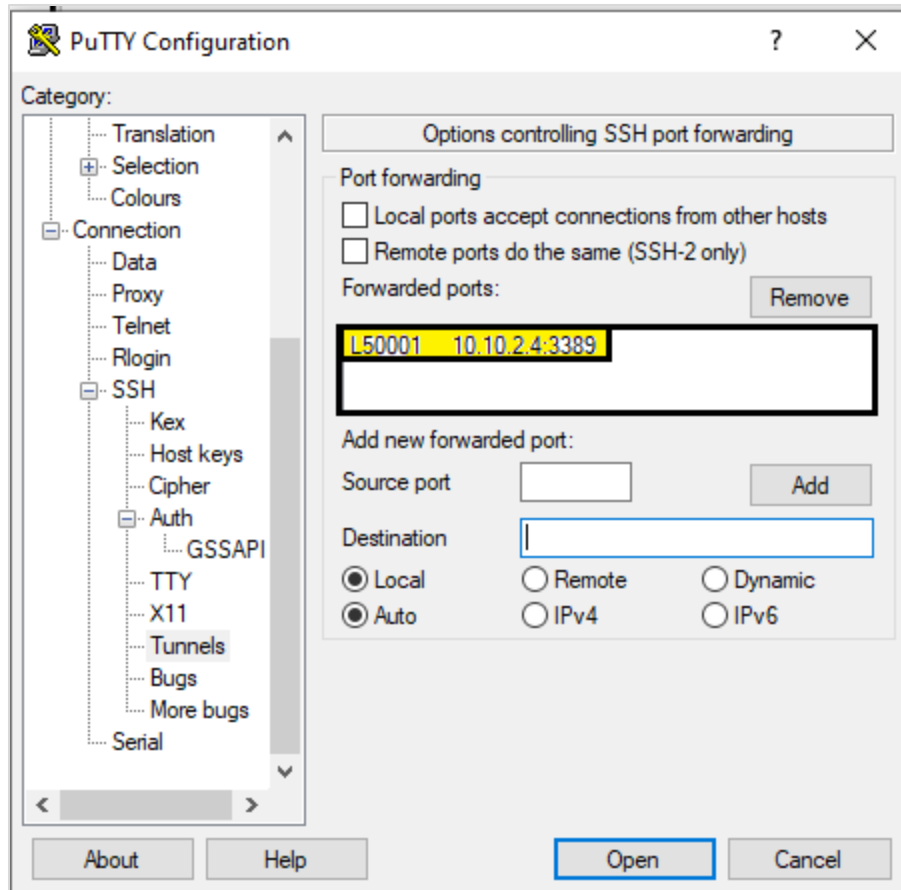 PuTTY Configuration
? X
Category:
Translation
Selection
Colours
Connection
Data
Proxy
Telnet
Rlogin
SSH
Kex
Host keys
Cipher
Auth
GSSAPI
TTY
X11
Tunnels
Bugs
More bugs
Serial
Options controlling SSH port forwarding
Port forwarding
Local ports accept connections from other hosts
Remote ports do the same (SSH-2 only)
Forwarded ports:
Remove
L50001 10.10.2.4:3389
Add new forwarded port:
Source port
Add
Destination
Local Remote Dynamic
Auto IPv4 IPv6
About Help Open Cancel